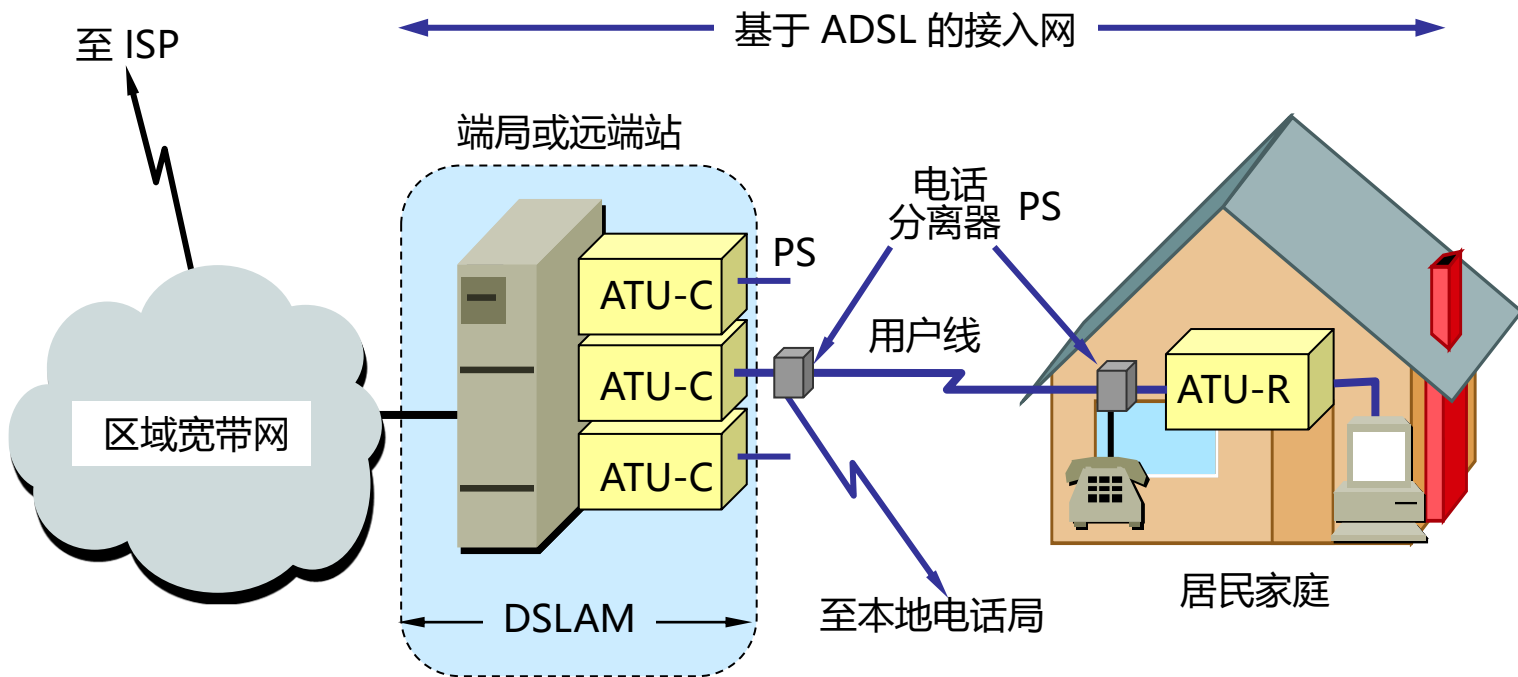 基于 ADSL 的接入网
至 ISP
端局或远端站
电话
分离器
PS
PS
ATU-C
用户线
ATU-C
ATU-R
区域宽带网
ATU-C
DSLAM
至本地电话局
居民家庭